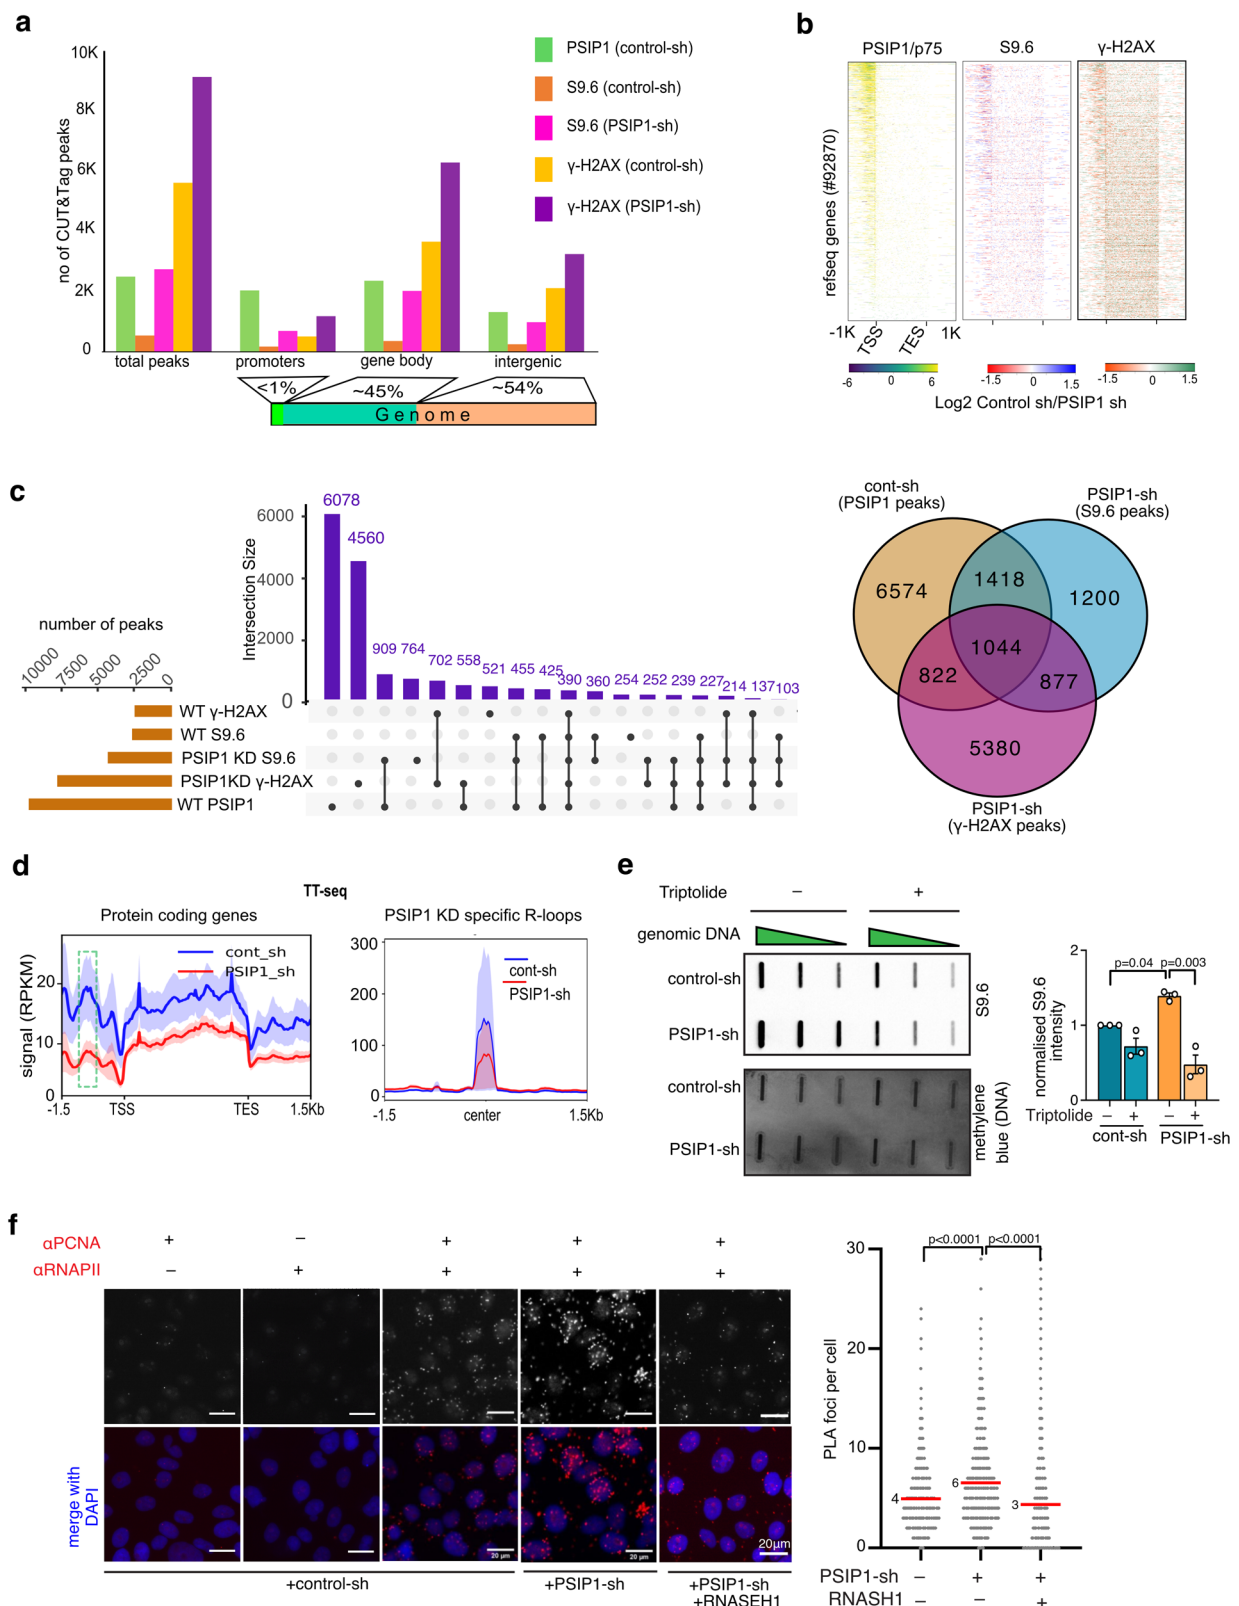 a
10K
8K
6K
4K
2K
0
no of CUT&Tag peaks
PSIP1 (control-sh)
S9.6 (control-sh)
S9.6 (PSIP1-sh)
γ-H2AX (control-sh)
γ-H2AX (PSIP1-sh)
total peaks promoters gene body intergenic
<1% ~45% ~54%
Genome
b
PSIP1/p75 S9.6 γ-H2AX
refseq genes (#92870)
-1K TSS TES 1K
-6 0 6 -1.5 0 1.5 -1.5 0 1.5
Log2 Control sh/PSIP1 sh
c
number of peaks
10000 7500 5000 2500 0
Intersection Size
6000
4000
2000
0
6078 4560 909 764 702 558 521 455 425 390 360 254 252 239 227 214 137 103
WT γ-H2AX
WT S9.6
PSIP1 KD S9.6
PSIP1KD γ-H2AX
WT PSIP1
cont-sh
(PSIP1 peaks)
PSIP1-sh
(S9.6 peaks)
6574 1418 1200
1044
822 877
5380
PSIP1-sh
(γ-H2AX peaks)
d
TT-seq
Protein coding genes
signal (RPKM)
20
10
0
cont_sh
PSIP1_sh
-1.5 TSS TES 1.5Kb
PSIP1 KD specific R-loops
300
200
100
0
cont-sh
PSIP1-sh
-1.5 center 1.5Kb
e
Triptolide – +
genomic DNA
control-sh
PSIP1-sh
S9.6
control-sh
PSIP1-sh
methylene
blue (DNA)
normalised S9.6
intensity
2
1
0
p=0.04 p=0.003
Triptolide – + – +
cont-sh PSIP1-sh
f
αPCNA + – + + +
αRNAPII – + + + +
merge with
DAPI
20 µm
20 µm
20µm
+control-sh
+PSIP1-sh
+PSIP1-sh
+RNASEH1
PLA foci per cell
30
20
10
0
p<0.0001 p<0.0001
4 6 3
PSIP1-sh – + +
RNASH1 – – +